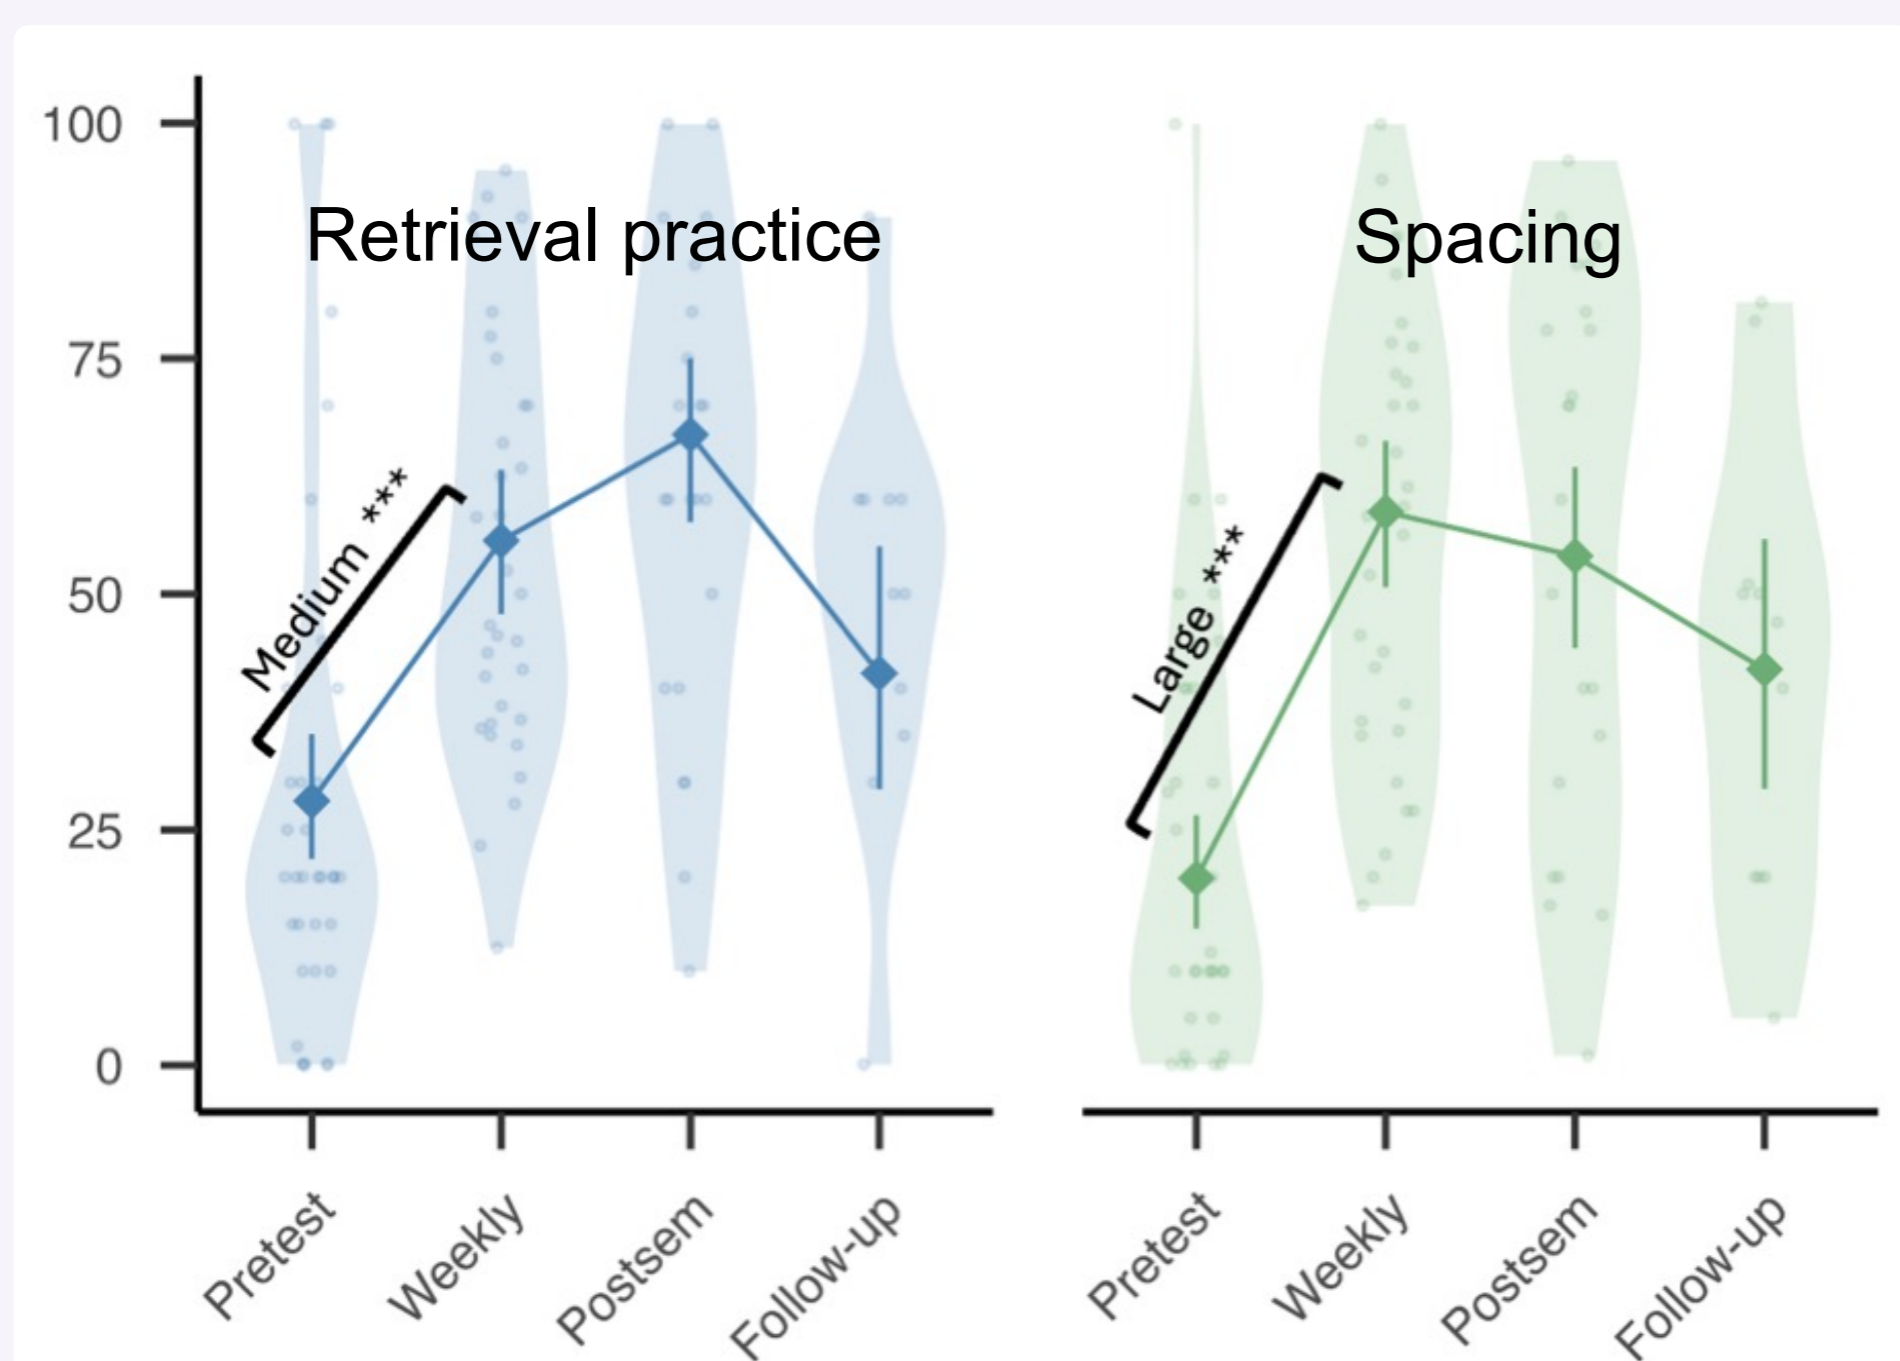 100
75
50
25
0
Retrieval practice
Medium ***
Pretest
Weekly
Postsem
Follow-up
Spacing
Large ***
Pretest
Weekly
Postsem
Follow-up